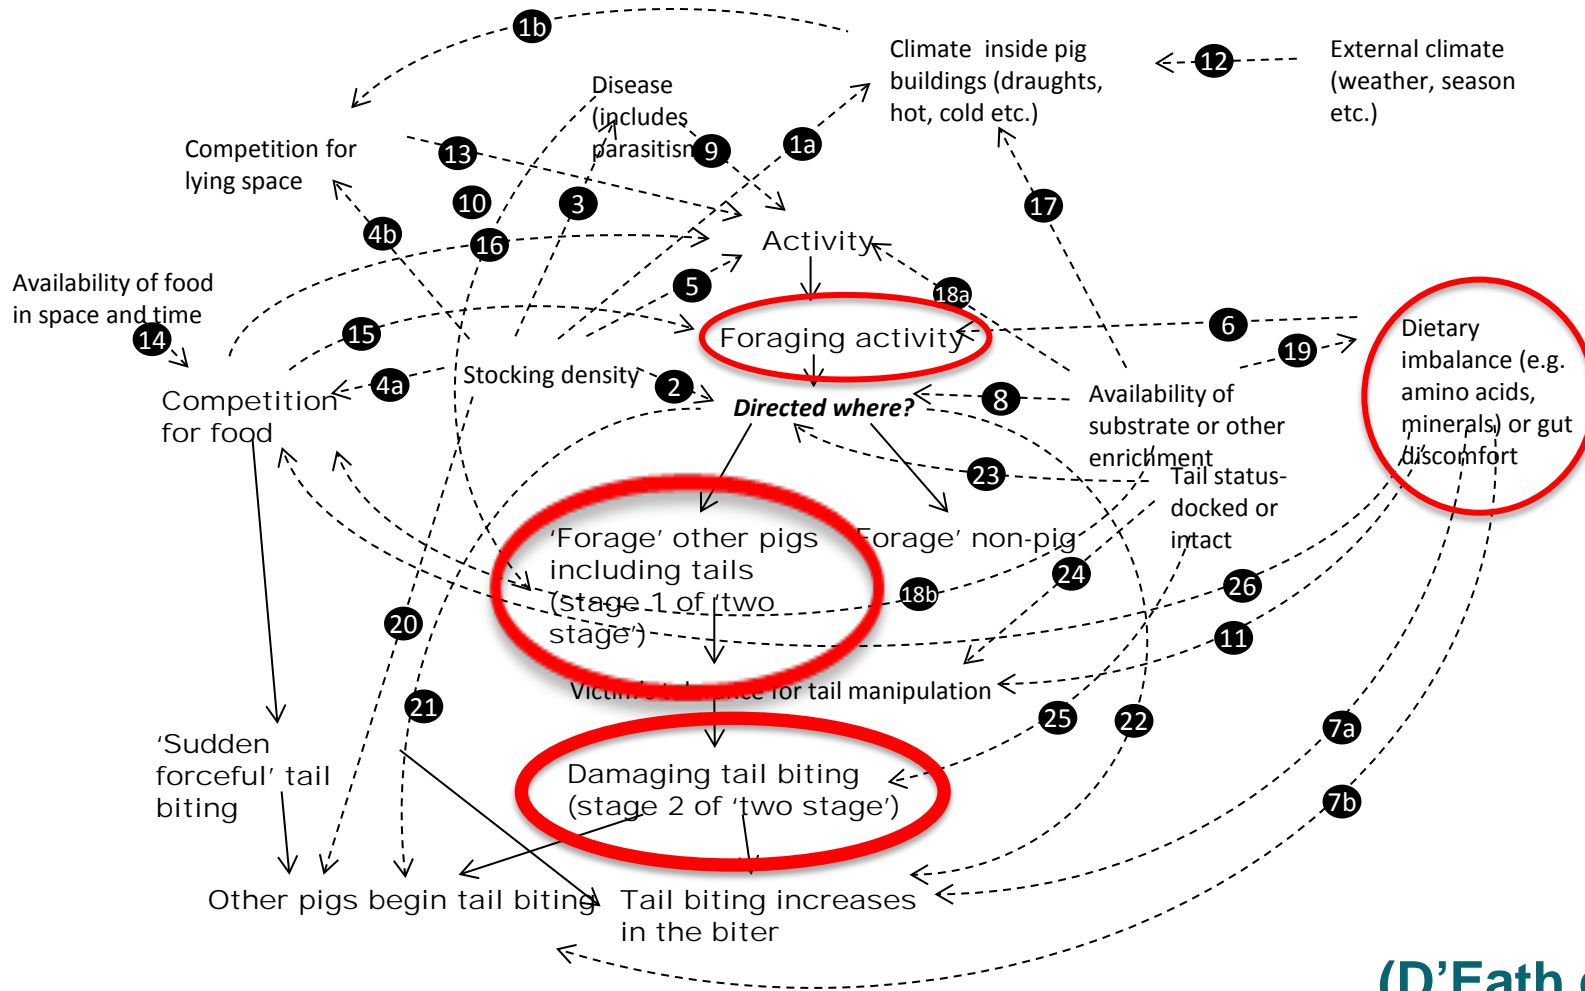 1b
Climate inside pig
buildings (draughts,
hot, cold etc.)
12
External climate
(weather, season
etc.)
Disease
(includes
parasitism
9
1a
Competition for
lying space
13
10
3
17
4b
16
Activity
5
18a
Availability of food
in space and time
14
15
Foraging activity
6
19
Dietary
imbalance (e.g.
amino acids,
minerals) or gut
discomfort
4a
Stocking density
2
Directed where?
8
Availability of
substrate or other
enrichment
Competition
for food
23
Tail status-
docked or
intact
'Forage' other pigs
including tails
(stage 1 of 'two
stage')
Forage' non-pig
24
18b
26
20
11
for tail manipulation
21
25
22
7a
'Sudden
forceful' tail
biting
Damaging tail biting
(stage 2 of 'two stage')
7b
Other pigs begin tail biting
Tail biting increases
in the biter
(D'Eath